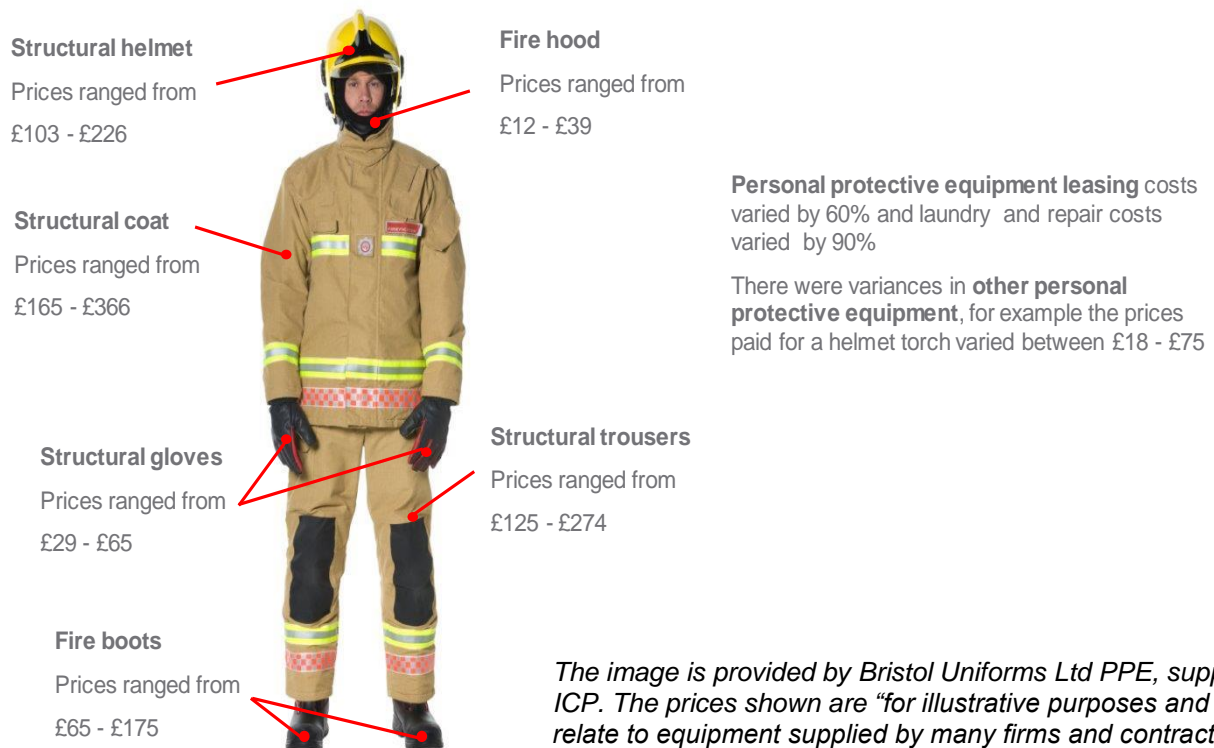 Structural helmet
Prices ranged from
£103 - £226
Fire hood
Prices ranged from
£12 - £39
Structural coat
Prices ranged from
£165 - £366
Personal protective equipment leasing costs
varied by 60% and laundry and repair costs
varied by 90%
There were variances in other personal
protective equipment, for example the prices
paid for a helmet torch varied between £18 - £75
Structural gloves
Prices ranged from
£29 - £65
Structural trousers
Prices ranged from
£125 - £274
Fire boots
Prices ranged from
£65 - £175
The image is provided by Bristol Uniforms Ltd PPE, supp
ICP. The prices shown are “for illustrative purposes and
relate to equipment supplied by many firms and contract